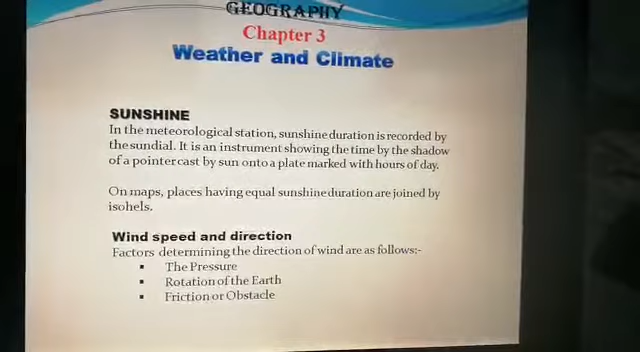 GEOGRAPHY
Chapter 3
Weather and Climate
SUNSHINE
In the meteorological station, sunshine duration is recorded by
the sundial. It is an instrument showing the time by the shadow
of a pointer cast by sun onto a plate marked with hours of day.
On maps, places having equal sunshine duration are joined by
isohels.
Wind speed and direction
Factors determining the direction of wind are as follows:-
▪ The Pressure
▪ Rotation of the Earth
▪ Friction or Obstacle